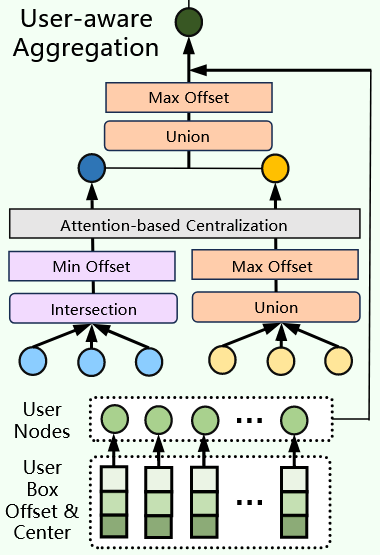 User-aware
Aggregation
Max Offset
Union
Attention-based Centralization
Min Offset
Max Offset
Intersection
Union
User
Nodes
...
User
Box
Offset &
Center
...